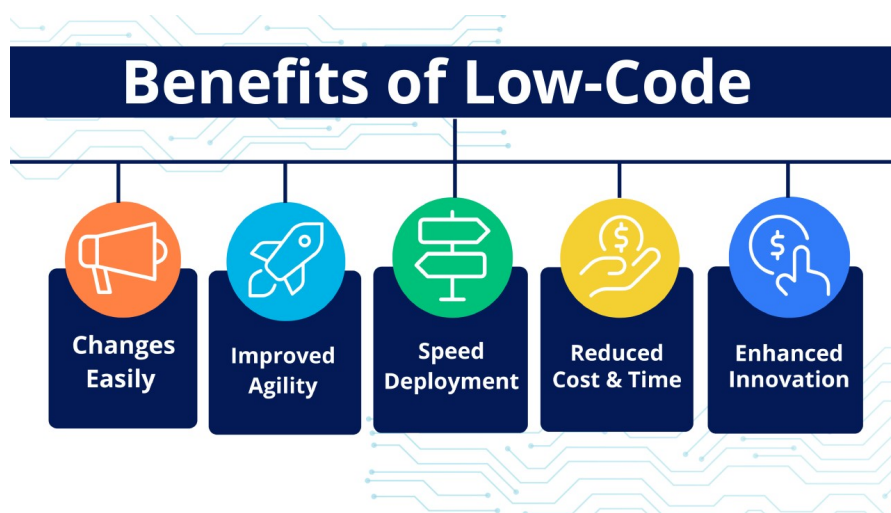 Benefits of Low-Code
Changes
Easily
Improved
Agility
Speed
Deployment
Reduced
Cost & Time
Enhanced
Innovation
$
$